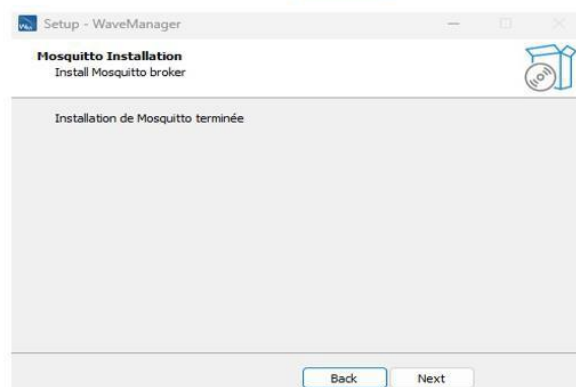 Setup - WaveManager
Mosquitto Installation
Install Mosquitto broker
Installation de Mosquitto terminée
Back
Next